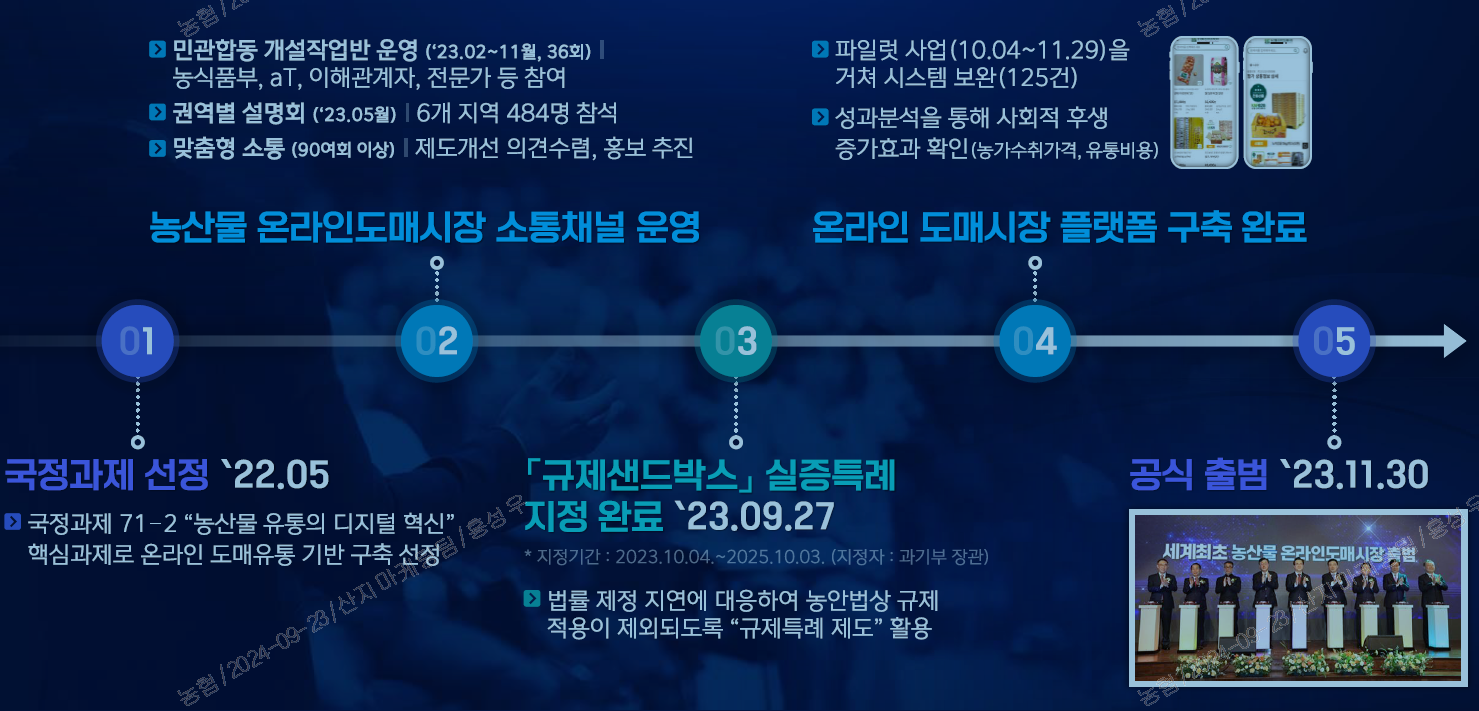 민관합동 개설작업반 운영 (‘23.02~11월, 36회) |
농식품부, aT, 이해관계자, 전문가 등 참여
권역별 설명회 (‘23.05월) | 6개 지역 484명 참석
맞춤형 소통 (90여회 이상) | 제도개선 의견수렴, 홍보 추진
농산물 온라인도매시장 소통채널 운영
파일럿 사업(10.04~11.29)을
거쳐 시스템 보완(125건)
성과분석을 통해 사회적 후생
증가효과 확인(농가수취가격, 유통비용)
온라인 도매시장 플랫폼 구축 완료
01
02
03
04
05
국정과제 선정 ‵22.05
국정과제 71-2 “농산물 유통의 디지털 혁신”
핵심과제로 온라인 도매유통 기반 구축 선정
「규제샌드박스」 실증특례
지정 완료 ‵23.09.27
* 지정기간 : 2023.10.04.~2025.10.03. (지정자 : 과기부 장관)
법률 제정 지연에 대응하여 농안법상 규제
적용이 제외되도록 “규제특례 제도” 활용
공식 출범 ‵23.11.30
세계최초 농산물 온라인도매시장 출범
농협/2024-09-23/산지마케팅/홍성우